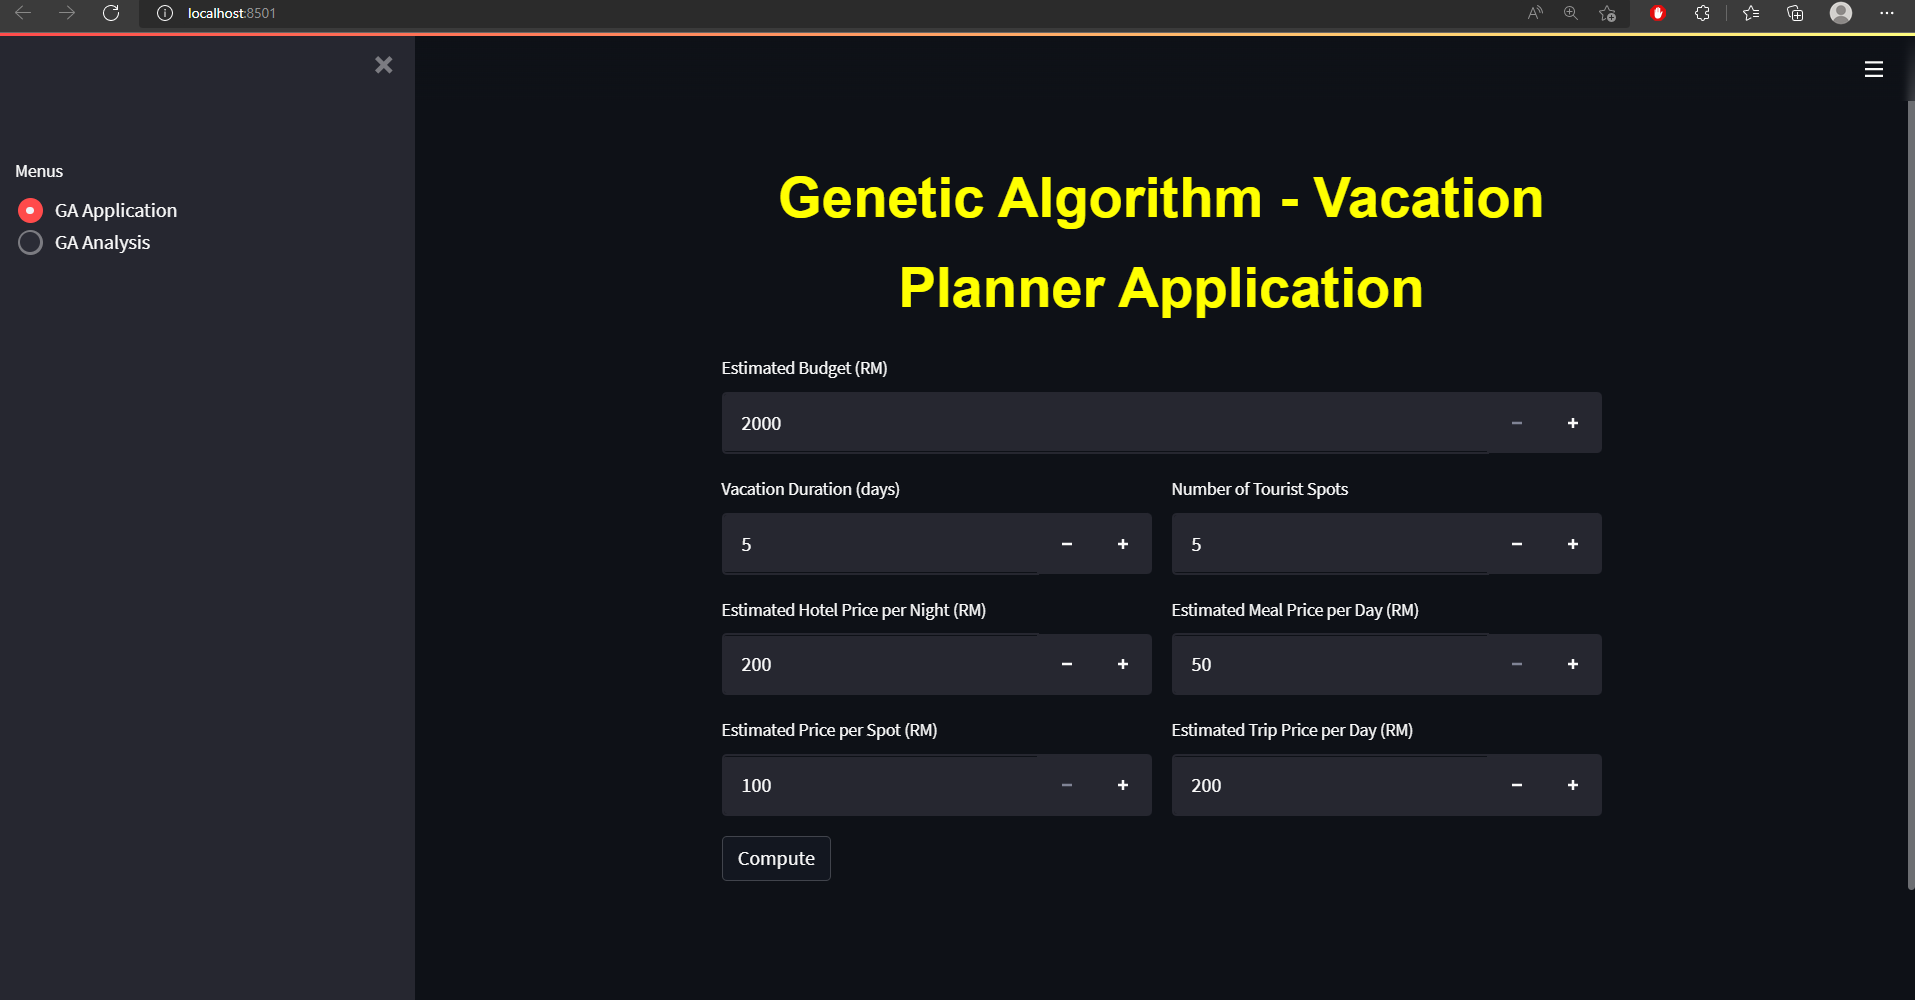 localhost:8501
Menus
GA Application
GA Analysis
Genetic Algorithm - Vacation
Planner Application
Estimated Budget (RM)
2000
Vacation Duration (days)
Number of Tourist Spots
5
5
Estimated Hotel Price per Night (RM)
Estimated Meal Price per Day (RM)
200
50
Estimated Price per Spot (RM)
Estimated Trip Price per Day (RM)
100
200
Compute